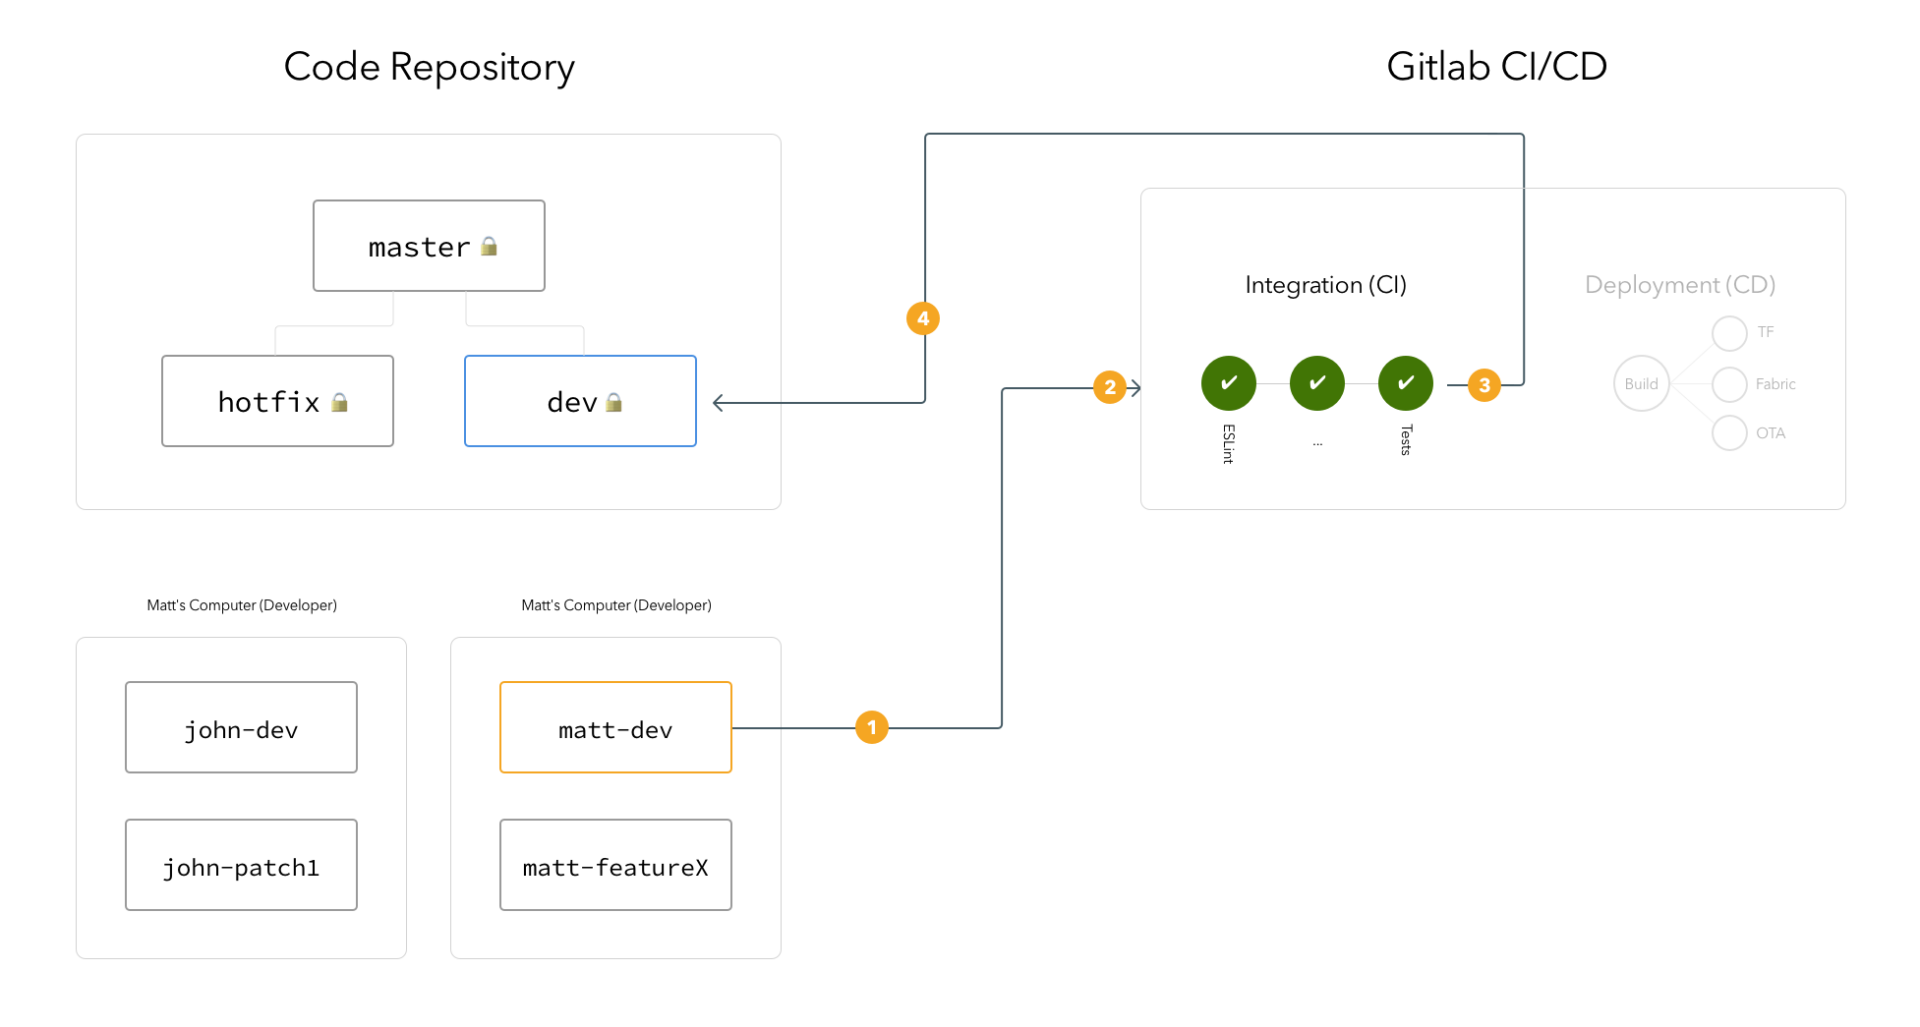 Code Repository
Gitlab CI/CD
master
hotfix
dev
4
2
Integration (CI)
✔ ✔ ✔
ESLint
...
Tests
3
Deployment (CD)
Build
TF
Fabric
OTA
Matt's Computer (Developer)
john-dev
john-patch1
Matt's Computer (Developer)
matt-dev
matt-featureX
1